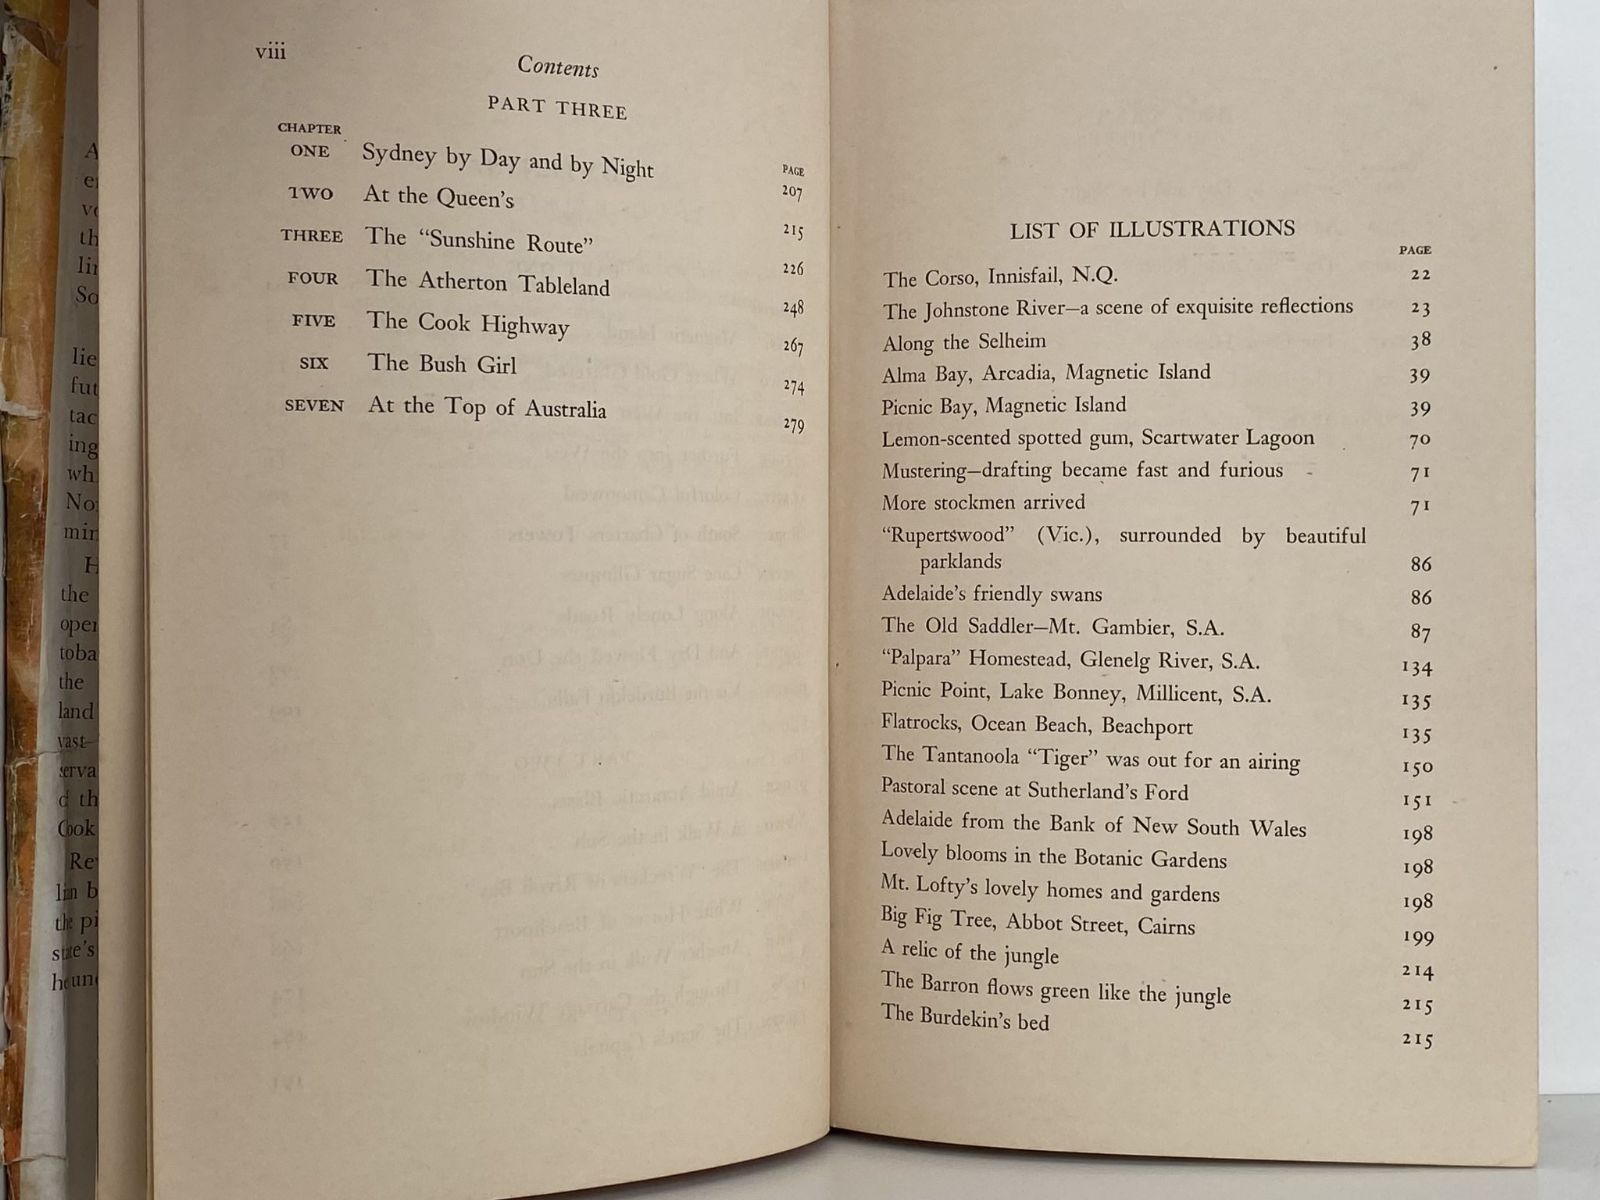 viii
Contents
PART THREE
CHAPTER
PAGE
ONE Sydney by Day and by Night 207
TWO At the Queen's 215
THREE The "Sunshine Route" 226
FOUR The Atherton Tableland 248
FIVE The Cook Highway 267
SIX The Bush Girl 274
SEVEN At the Top of Australia 279
LIST OF ILLUSTRATIONS
PAGE
The Corso, Innisfail, N.Q. 22
The Johnstone River—a scene of exquisite reflections 23
Along the Selheim 38
Alma Bay, Arcadia, Magnetic Island 39
Picnic Bay, Magnetic Island 39
Lemon-scented spotted gum, Scartwater Lagoon 70
Mustering—drafting became fast and furious 71
More stockmen arrived 71
"Rupertswood" (Vic.), surrounded by beautiful
parklands 86
Adelaide's friendly swans 86
The Old Saddler—Mt. Gambier, S.A. 87
"Palpara" Homestead, Glenelg River, S.A. 134
Picnic Point, Lake Bonney, Millicent, S.A. 135
Flatrocks, Ocean Beach, Beachport 135
The Tantanoola "Tiger" was out for an airing 150
Pastoral scene at Sutherland's Ford 151
Adelaide from the Bank of New South Wales 198
Lovely blooms in the Botanic Gardens 198
Mt. Lofty's lovely homes and gardens 198
Big Fig Tree, Abbot Street, Cairns 199
A relic of the jungle 214
The Barron flows green like the jungle 215
The Burdekin's bed 215